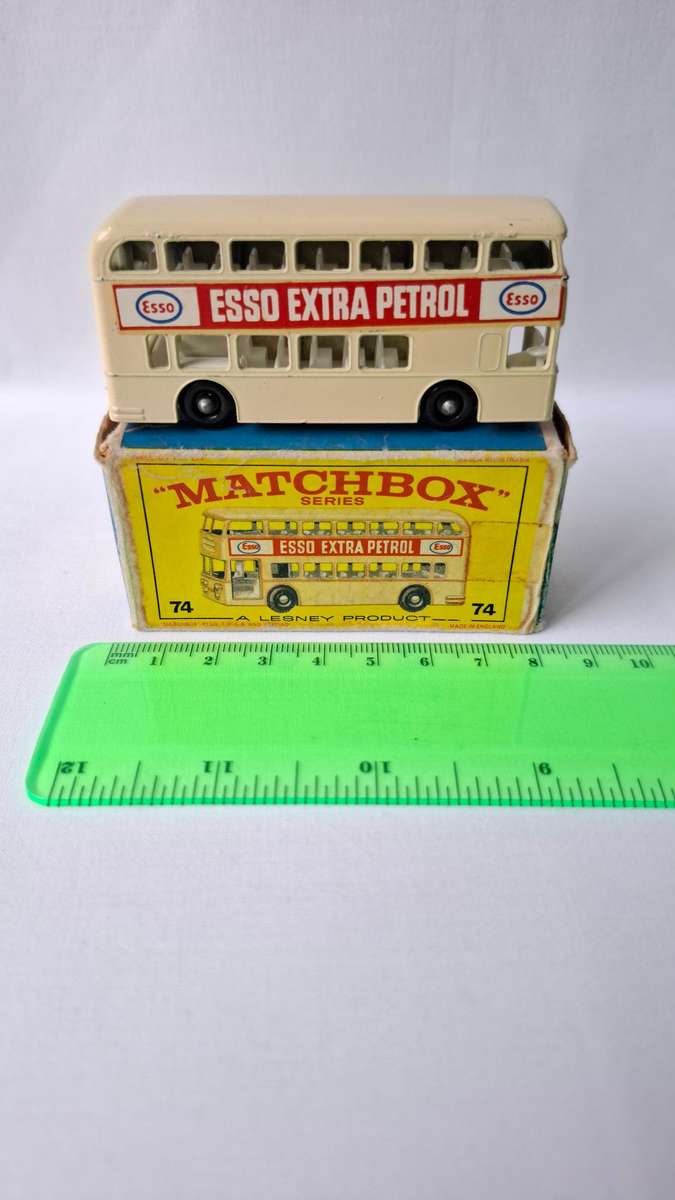 Esso ESSO EXTRA PETROL Esso
"MATCHBOX"
SERIES
Esso ESSO EXTRA PETROL Esso
74 74
A LESNEY PRODUCT
MADE IN ENGLAND
mm
cm 1 2 3 4 5 6 7 8 9 10
12 11 10 9